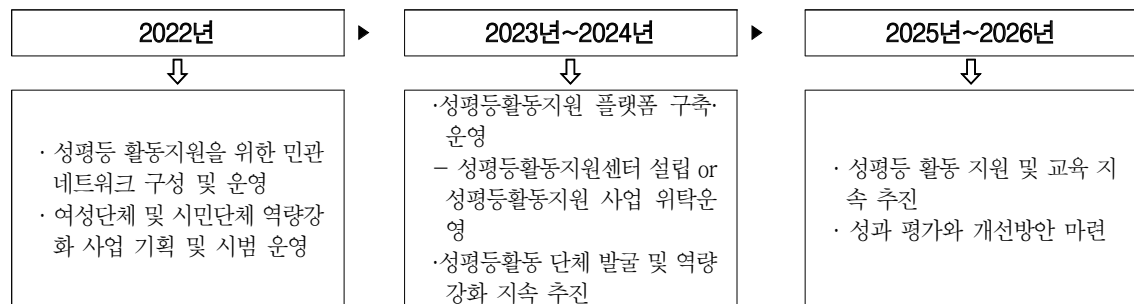 2022년 ▶ 2023년~2024년 ▶ 2025년~2026년
· 성평등 활동지원을 위한 민관
네트워크 구성 및 운영
· 여성단체 및 시민단체 역량강
화 사업 기획 및 시범 운영
·성평등활동지원 플랫폼 구축·
운영
- 성평등활동지원센터 설립 or
성평등활동지원 사업 위탁운
영
·성평등활동 단체 발굴 및 역량
강화 지속 추진
· 성평등 활동 지원 및 교육 지
속 추진
· 성과 평가와 개선방안 마련